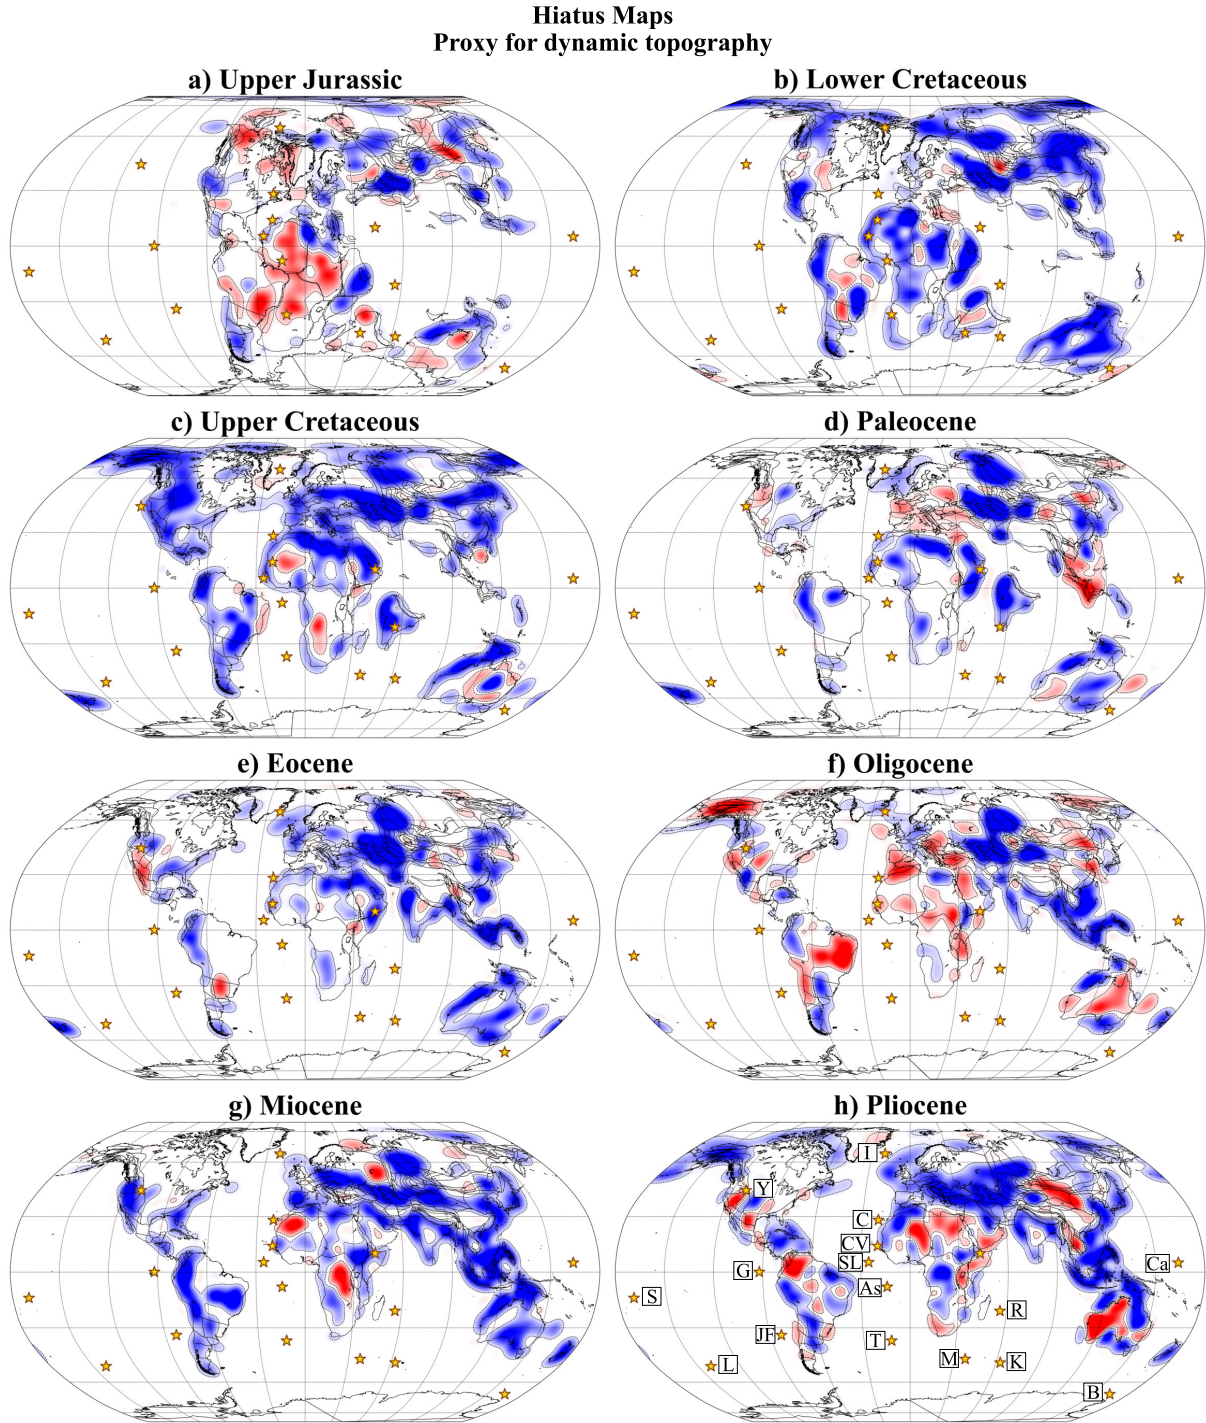 Hiatus Maps
Proxy for dynamic topography
a) Upper Jurassic
b) Lower Cretaceous
c) Upper Cretaceous
d) Paleocene
e) Eocene
f) Oligocene
g) Miocene
h) Pliocene
I
Y
C
CV
SL
G
Ca
As
S
R
JF
T
L
M
K
B